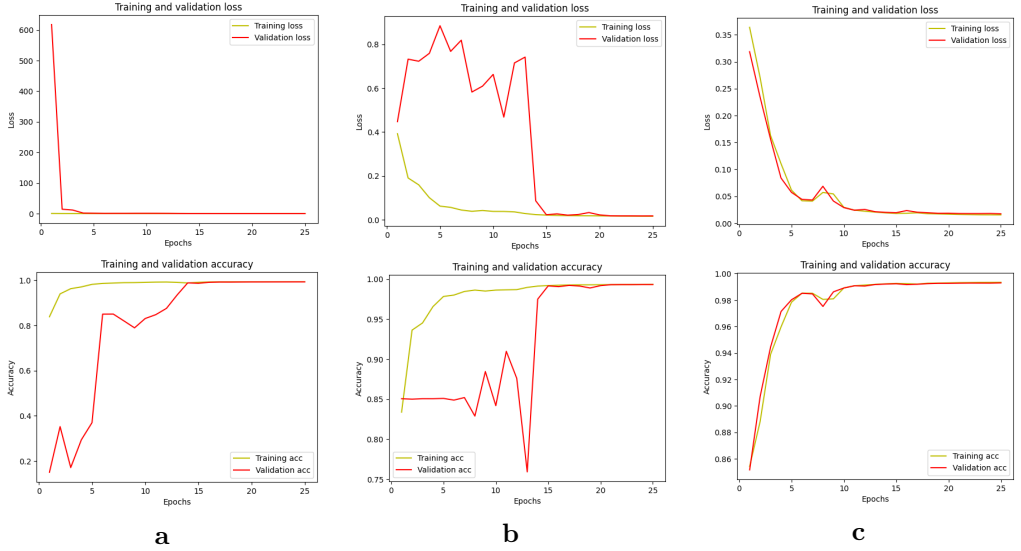 Training and validation loss
600
500
400
300
200
100
0
Loss
5
10
15
20
25
Epochs
Training loss
Validation loss
Training and validation loss
0.8
0.6
0.4
0.2
0.0
Loss
0
5
10
15
20
25
Epochs
Training loss
Validation loss
Training and validation loss
0.35
0.30
0.25
0.20
0.15
0.10
0.05
0.00
Loss
0
5
10
15
20
25
Epochs
Training loss
Validation loss
Training and validation accuracy
1.0
0.8
0.6
0.4
0.2
Accuracy
0
5
10
15
20
25
Epochs
Training acc
Validation acc
Training and validation accuracy
1.00
0.95
0.90
0.85
0.80
0.75
Accuracy
0
5
10
15
20
25
Epochs
Training acc
Validation acc
Training and validation accuracy
1.00
0.98
0.96
0.94
0.92
0.90
0.88
0.86
Accuracy
0
5
10
15
20
25
Epochs
Training acc
Validation acc
a
b
c